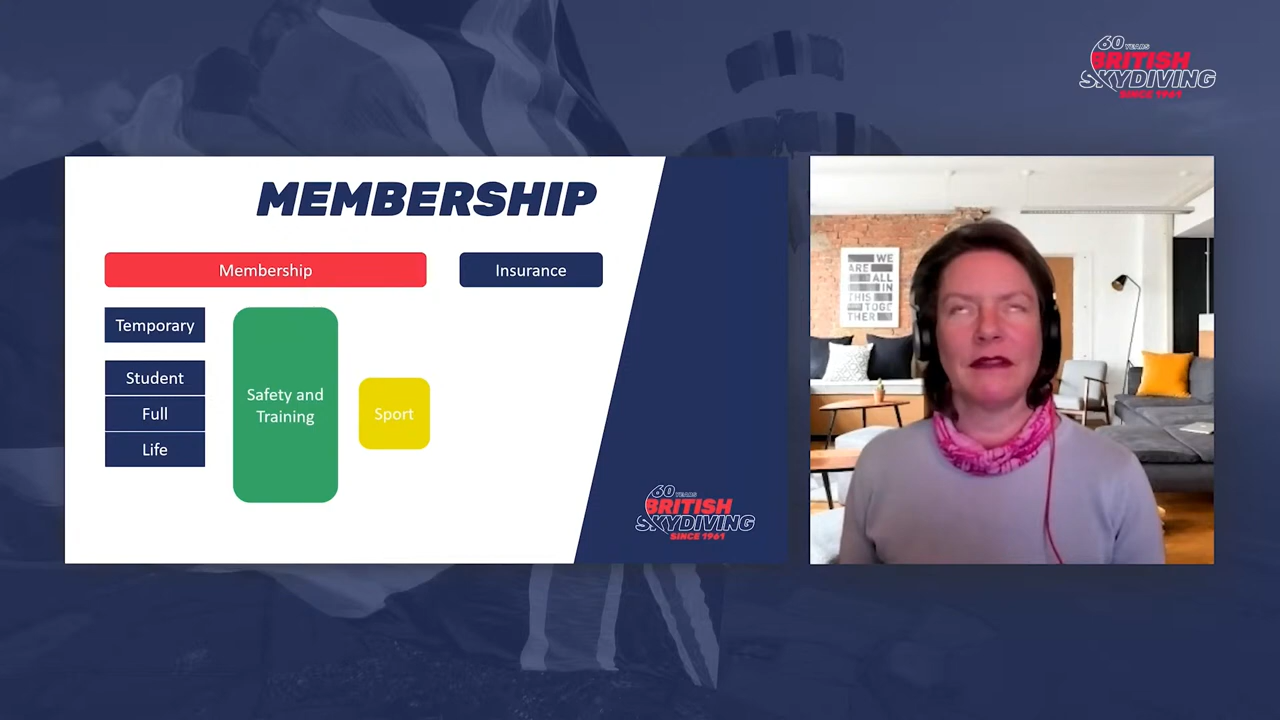 60 YEARS
BRITISH
SKYDIVING
SINCE 1961
MEMBERSHIP
Membership
Insurance
Temporary
Student
Full
Life
Safety and
Training
Sport
60 YEARS
BRITISH
SKYDIVING
SINCE 1961
WE
ARE
ALL
IN
THIS
TOGE
THER